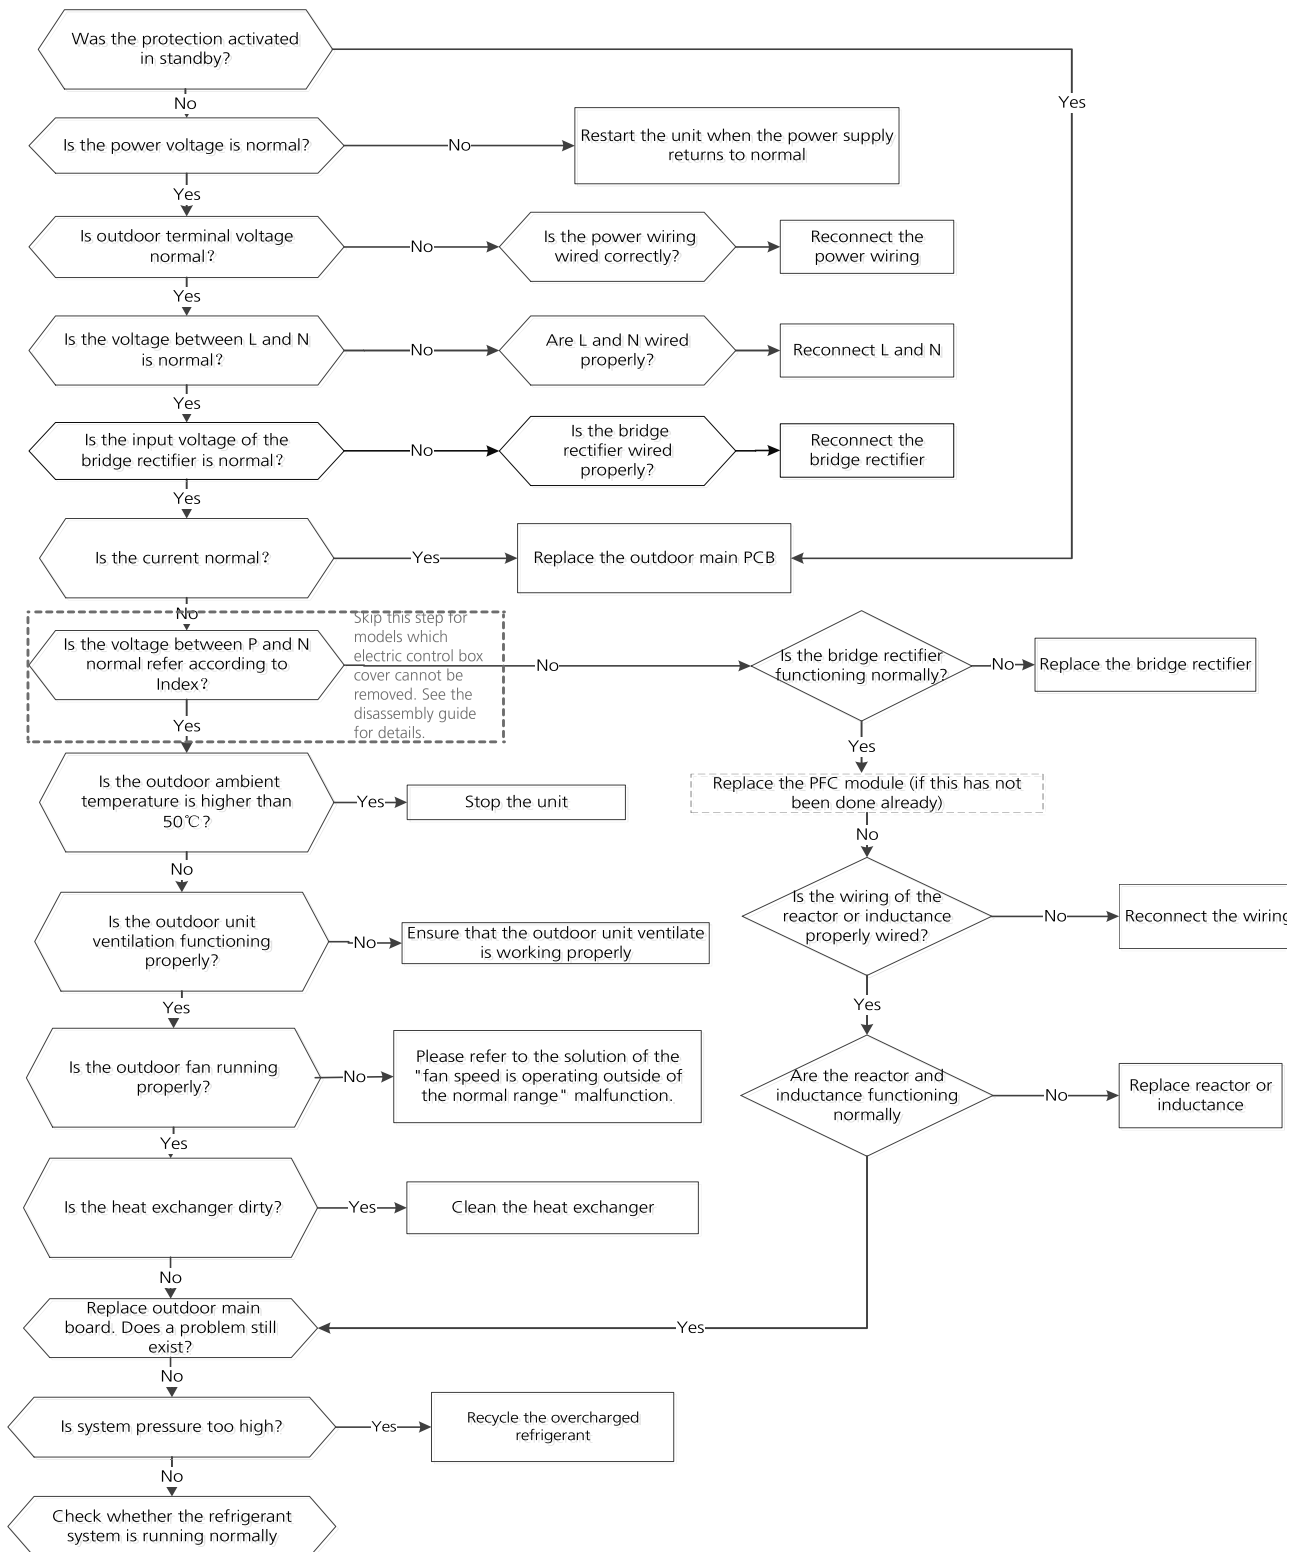 Was the protection activated
in standby?
Yes
No
Is the power voltage is normal?
No
Restart the unit when the power supply
returns to normal
Yes
Is outdoor terminal voltage
normal?
No
Is the power wiring
wired correctly?
Reconnect the
power wiring
Yes
Is the voltage between L and N
is normal?
No
Are L and N wired
properly?
Reconnect L and N
Yes
Is the input voltage of the
bridge rectifier is normal?
No
Is the bridge
rectifier wired
properly?
Reconnect the
bridge rectifier
Yes
Is the current normal?
Yes
Replace the outdoor main PCB
No
Skip this step for
models which
electric control box
cover cannot be
removed. See the
disassembly guide
for details.
Is the voltage between P and N
normal refer according to
Index?
No
Is the bridge rectifier
functioning normally?
No
Replace the bridge rectifier
Yes
Yes
Is the outdoor ambient
temperature is higher than
50℃?
Yes
Stop the unit
Replace the PFC module (if this has not
been done already)
No
No
Is the wiring of the
reactor or inductance
properly wired?
No
Reconnect the wiring
Is the outdoor unit
ventilation functioning
properly?
No
Ensure that the outdoor unit ventilate
is working properly
Yes
Yes
Is the outdoor fan running
properly?
No
Please refer to the solution of the
"fan speed is operating outside of
the normal range" malfunction.
Are the reactor and
inductance functioning
normally
No
Replace reactor or
inductance
Yes
Is the heat exchanger dirty?
Yes
Clean the heat exchanger
No
Replace outdoor main
board. Does a problem still
exist?
Yes
No
Is system pressure too high?
Yes
Recycle the overcharged
refrigerant
No
Check whether the refrigerant
system is running normally